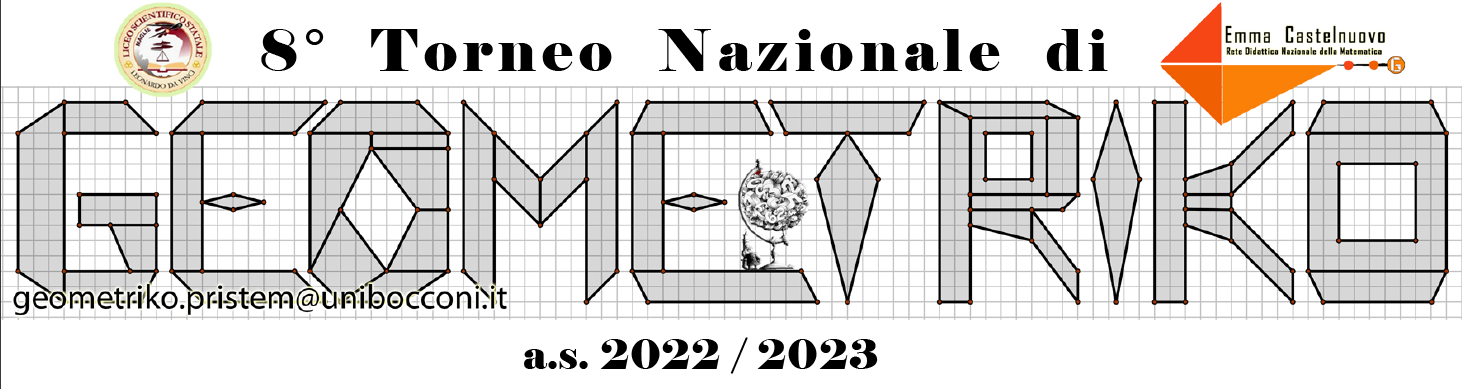 LICEO SCIENTIFICO STATALE
MAGLIE
LEONARDO DA VINCI
8° Torneo Nazionale di
Emma Castelnuovo
Rete Didattica Nazionale della Matematica
G
GEOMETRIKO
geometriko.pristem@unibocconi.it
a.s. 2022 / 2023